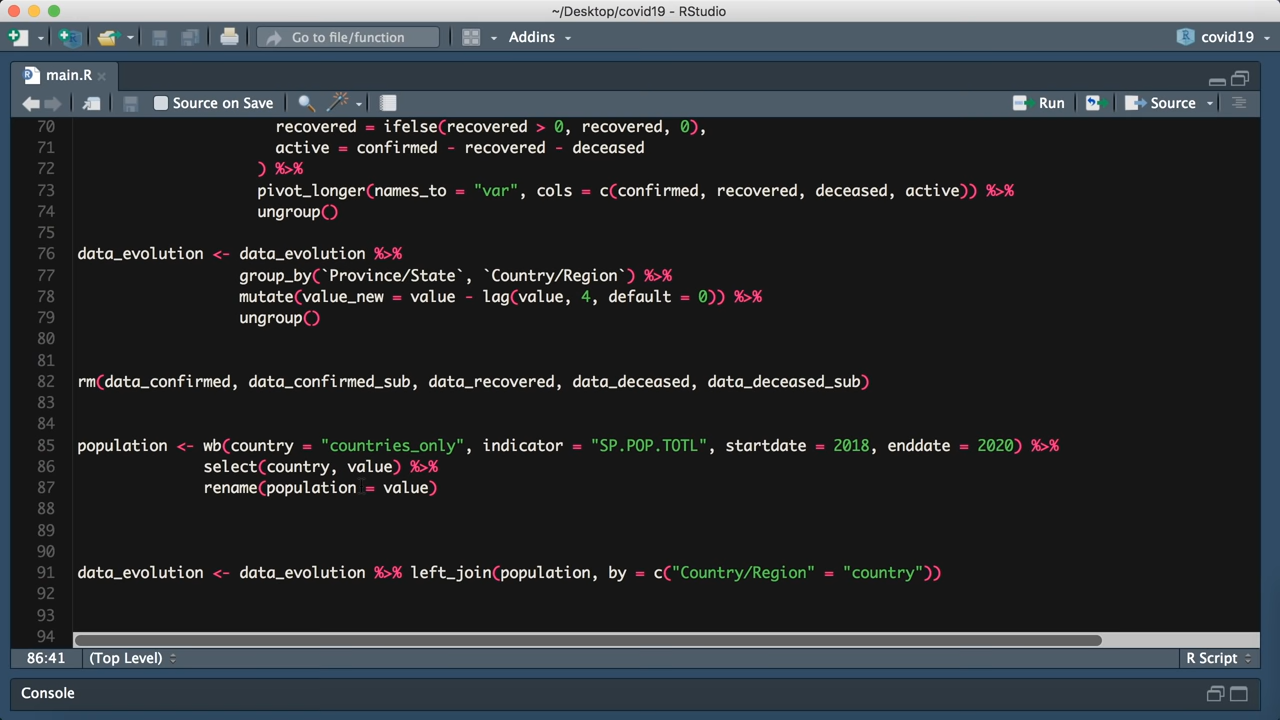 ~/Desktop/covid19 - RStudio
Go to file/function
Addins
covid19
main.R
Source on Save
Run
Source
70 recovered = ifelse(recovered > 0, recovered, 0),
71 active = confirmed - recovered - deceased
72 ) %>%
73 pivot_longer(names_to = "var", cols = c(confirmed, recovered, deceased, active)) %>%
74 ungroup()
75
76 data_evolution <- data_evolution %>%
77 group_by(`Province/State`, `Country/Region`) %>%
78 mutate(value_new = value - lag(value, 4, default = 0)) %>%
79 ungroup()
80
81
82 rm(data_confirmed, data_confirmed_sub, data_recovered, data_deceased, data_deceased_sub)
83
84
85 population <- wb(country = "countries_only", indicator = "SP.POP.TOTL", startdate = 2018, enddate = 2020) %>%
86 select(country, value) %>%
87 rename(population = value)
88
89
90
91 data_evolution <- data_evolution %>% left_join(population, by = c("Country/Region" = "country"))
92
93
94
86:41 (Top Level)
R Script
Console